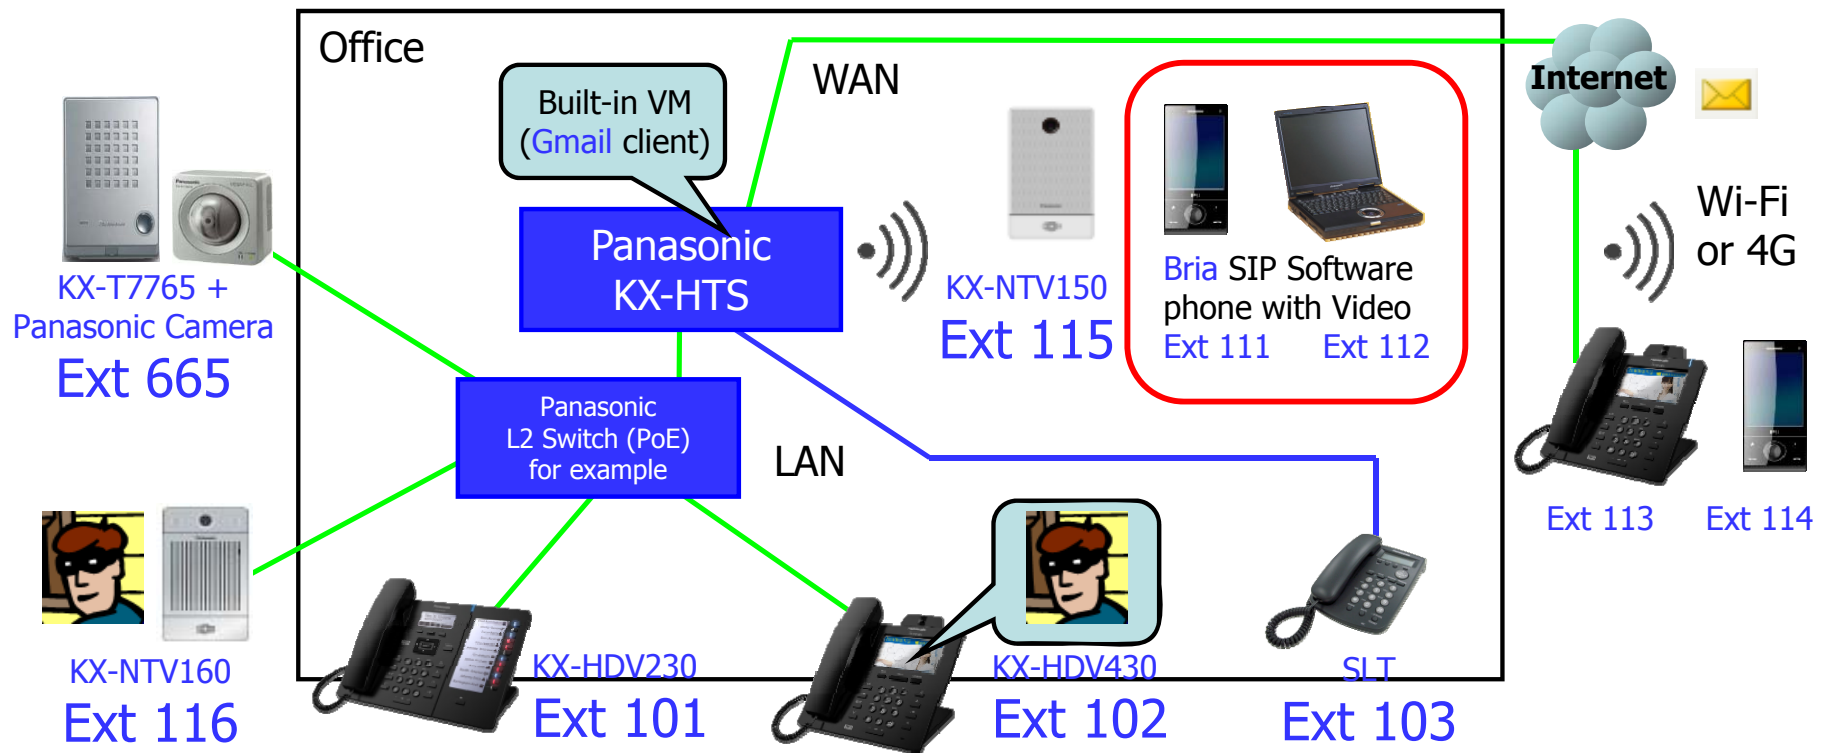 Office
WAN
Internet
Built-in VM
(Gmail client)
Wi-Fi
or 4G
Panasonic
KX-HTS
KX-T7765 +
Panasonic Camera
Ext 665
KX-NTV150
Ext 115
Bria SIP Software
phone with Video
Ext 111 Ext 112
Panasonic
L2 Switch (PoE)
for example
LAN
Ext 113 Ext 114
KX-NTV160
Ext 116
KX-HDV230
Ext 101
KX-HDV430
Ext 102
SLT
Ext 103